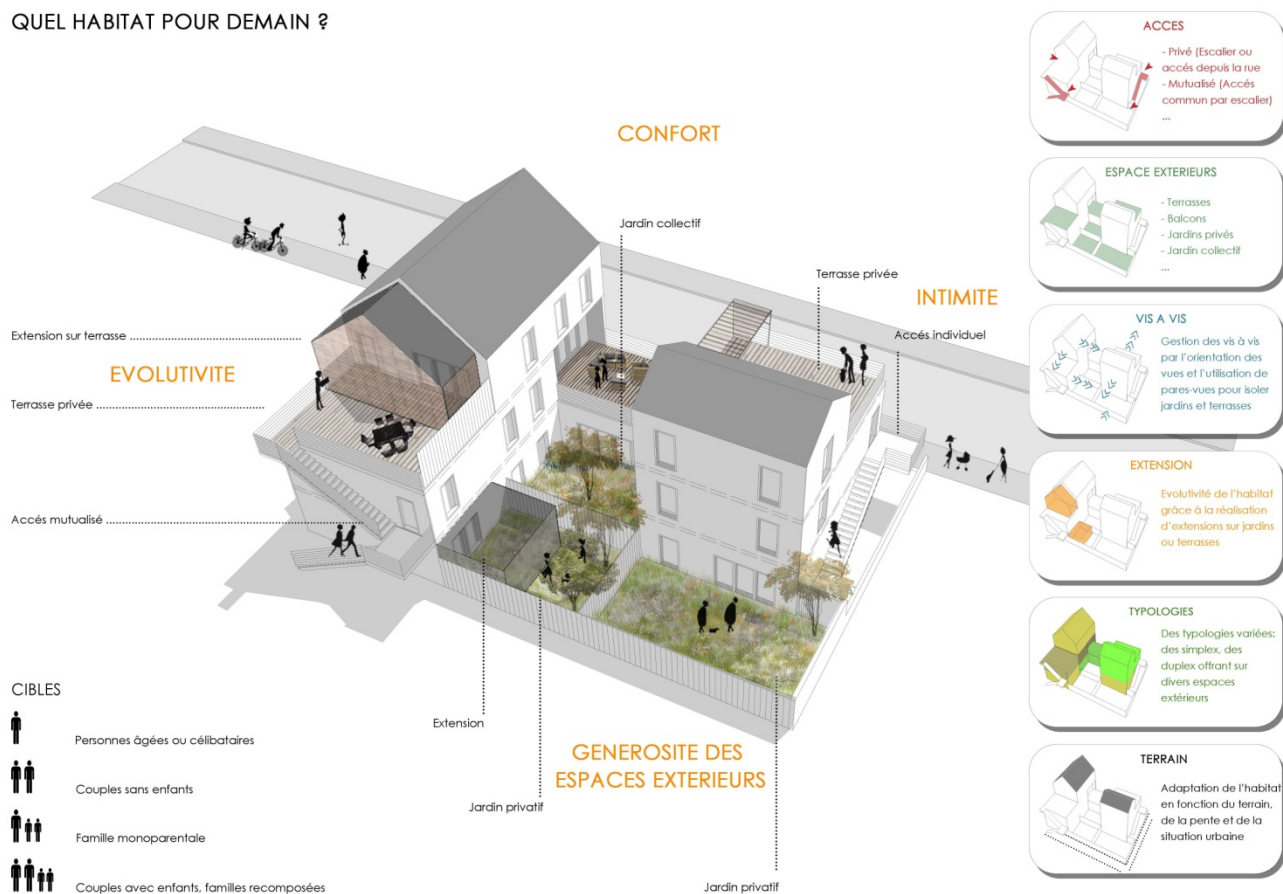 QUEL HABITAT POUR DEMAIN ?
CONFORT
Jardin collectif
Terrasse privée
INTIMITE
Accés individuel
Extension sur terrasse
EVOLUTIVITE
Terrasse privée
Accés mutualisé
Extension
GENEROSITE DES
ESPACES EXTERIEURS
Jardin privatif
Jardin privatif
CIBLES
Personnes âgées ou célibataires
Couples sans enfants
Famille monoparentale
Couples avec enfants, familles recomposées
ACCES
- Privé (Escalier ou
accés depuis la rue
- Mutualisé (Accés
commun par escalier)
...
ESPACE EXTERIEURS
- Terrasses
- Balcons
- Jardins privés
- Jardin collectif
...
VIS A VIS
Gestion des vis à vis
par l'orientation des
vues et l'utilisation de
pares-vues pour isoler
jardins et terrasses
EXTENSION
Evolutivité de l'habitat
grâce à la réalisation
d'extensions sur jardins
ou terrasses
TYPOLOGIES
Des typologies variées:
des simplex, des
duplex offrant sur
divers espaces
extérieurs
TERRAIN
Adaptation de l'habitat
en fonction du terrain,
de la pente et de la
situation urbaine